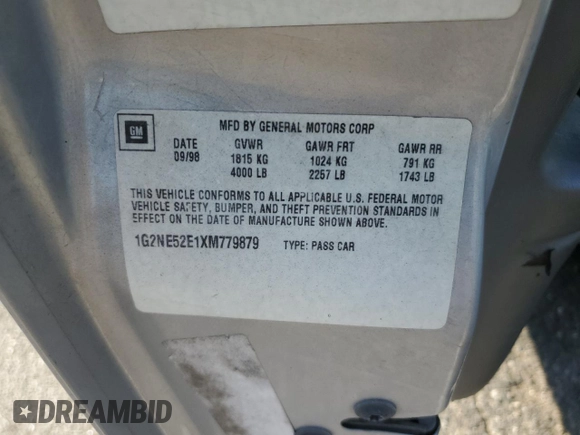 GM
MFD BY GENERAL MOTORS CORP
DATE GVWR GAWR FRT GAWR RR
09/98 1815 KG 1024 KG 791 KG
4000 LB 2257 LB 1743 LB
THIS VEHICLE CONFORMS TO ALL APPLICABLE U.S. FEDERAL MOTOR
VEHICLE SAFETY, BUMPER, AND THEFT PREVENTION STANDARDS IN
EFFECT ON THE DATE OF MANUFACTURE SHOWN ABOVE.
1G2NE52E1XM779879 TYPE: PASS CAR
DREAMBID